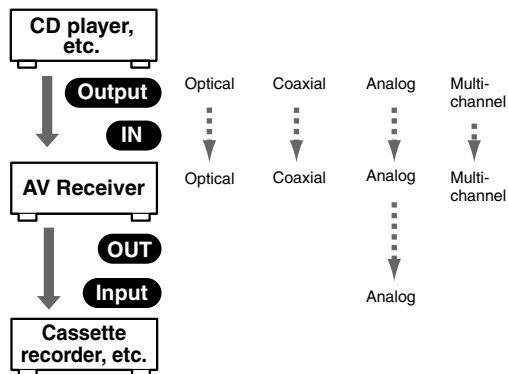 CD player,
etc.
Output
Optical
Coaxial
Analog
Multi-
channel
IN
AV Receiver
Optical
Coaxial
Analog
Multi-
channel
OUT
Input
Analog
Cassette
recorder, etc.